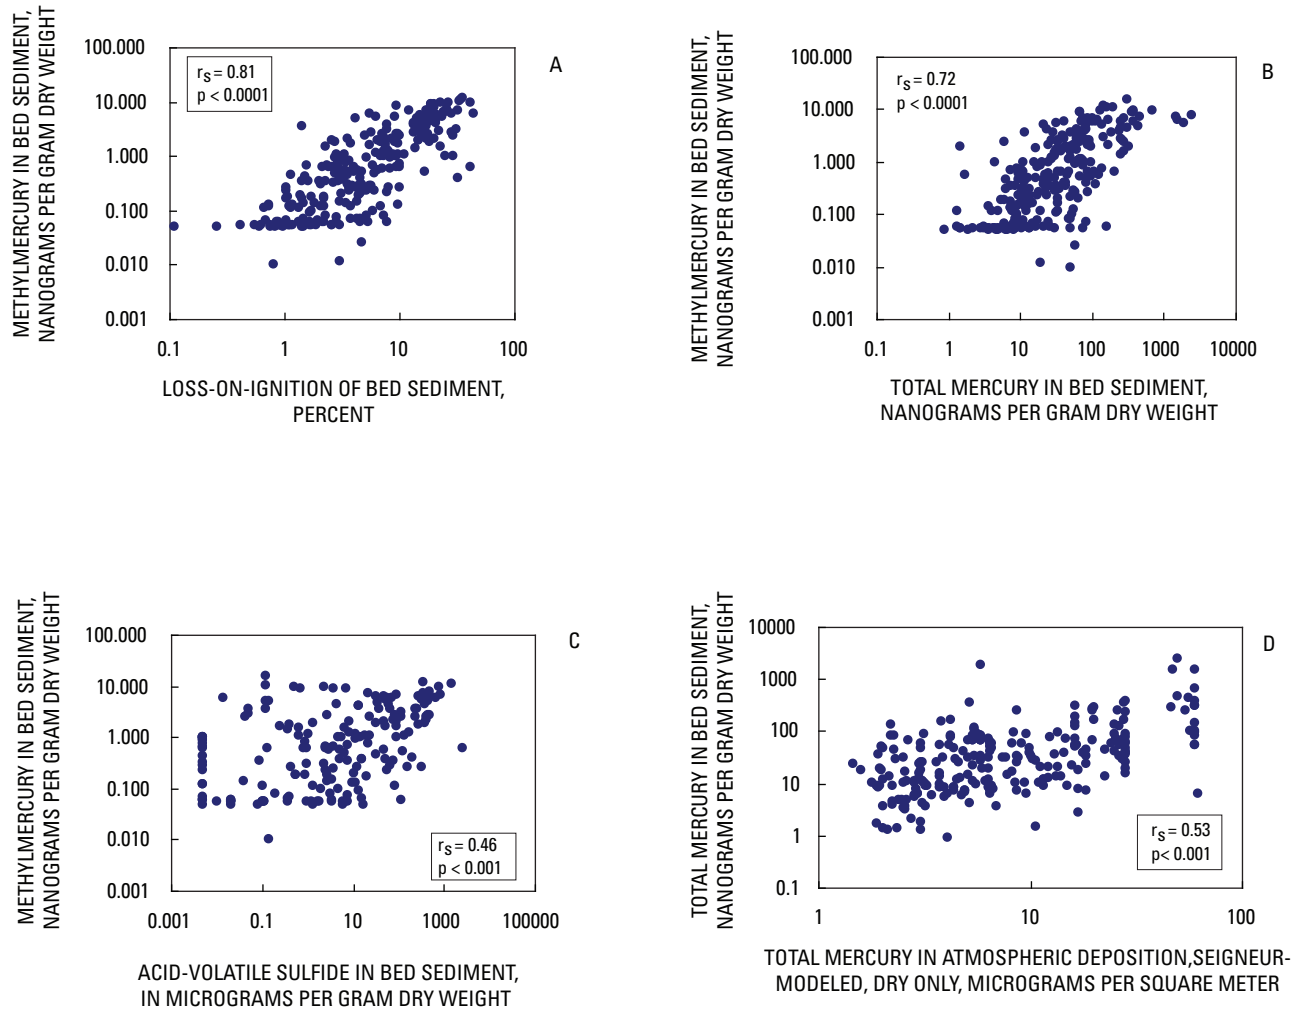 METHYLMERCURY IN BED SEDIMENT,
NANOGRAMS PER GRAM DRY WEIGHT
100.000
10.000
1.000
0.100
0.010
0.001
rS = 0.81
p < 0.0001
A
0.1 1 10 100
LOSS-ON-IGNITION OF BED SEDIMENT,
PERCENT
METHYLMERCURY IN BED SEDIMENT,
NANOGRAMS PER GRAM DRY WEIGHT
100.000
10.000
1.000
0.100
0.010
0.001
rS = 0.72
p < 0.0001
B
0.1 1 10 100 1000 10000
TOTAL MERCURY IN BED SEDIMENT,
NANOGRAMS PER GRAM DRY WEIGHT
METHYLMERCURY IN BED SEDIMENT,
NANOGRAMS PER GRAM DRY WEIGHT
100.000
10.000
1.000
0.100
0.010
0.001
C
rS = 0.46
p < 0.001
0.001 0.1 10 1000 100000
ACID-VOLATILE SULFIDE IN BED SEDIMENT,
IN MICROGRAMS PER GRAM DRY WEIGHT
TOTAL MERCURY IN BED SEDIMENT,
NANOGRAMS PER GRAM DRY WEIGHT
10000
1000
100
10
1
0.1
D
rS = 0.53
p< 0.001
1 10 100
TOTAL MERCURY IN ATMOSPHERIC DEPOSITION,SEIGNEUR-
MODELED, DRY ONLY, MICROGRAMS PER SQUARE METER